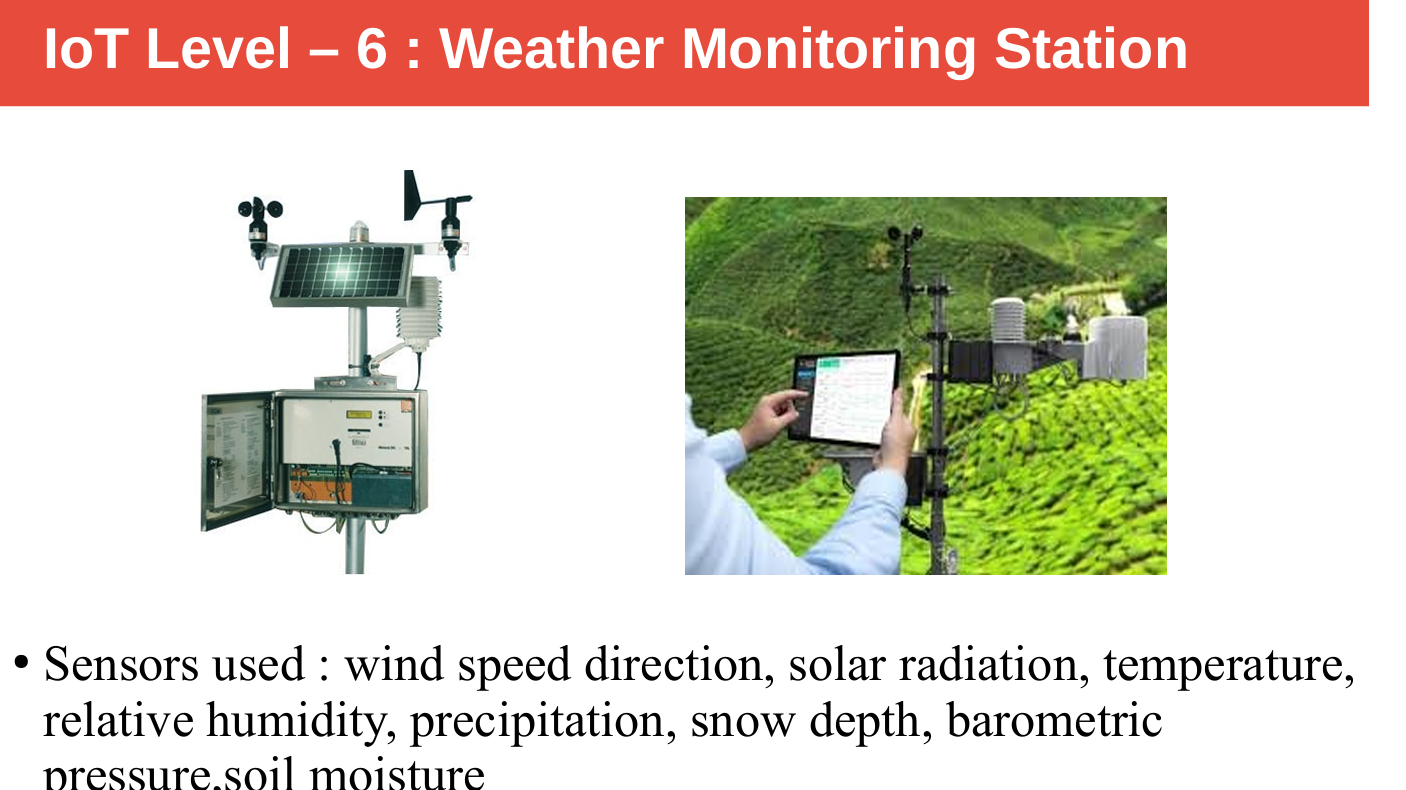 IoT Level – 6 : Weather Monitoring Station
• Sensors used : wind speed direction, solar radiation, temperature,
relative humidity, precipitation, snow depth, barometric
pressure,soil moisture